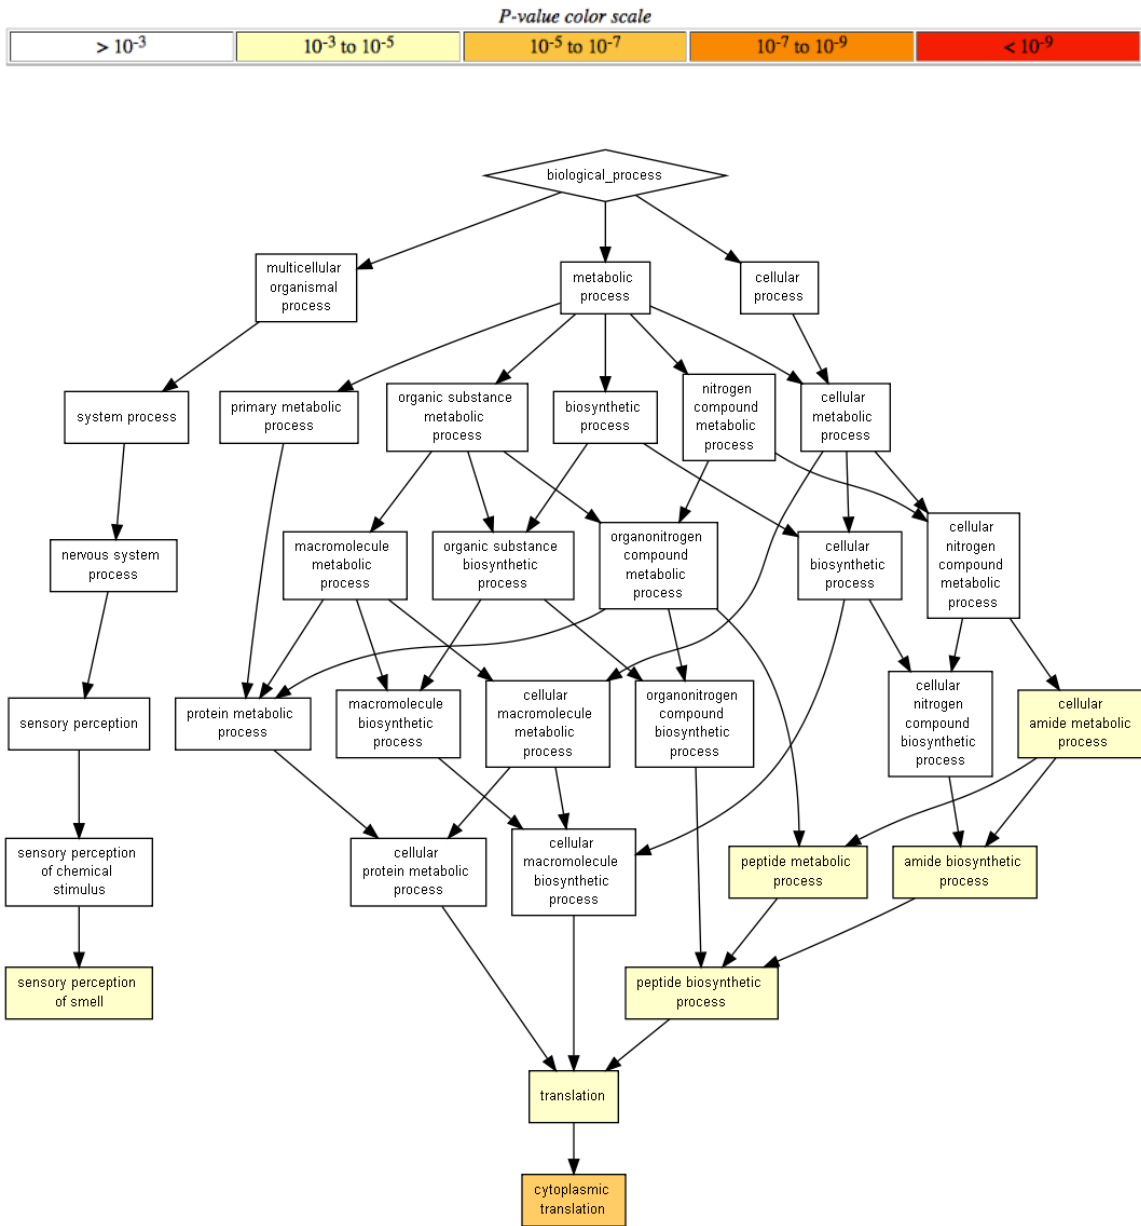 P-value color scale
> 10-3
10-3 to 10-5
10-5 to 10-7
10-7 to 10-9
< 10-9
biological_process
multicellular
organismal
process
metabolic
process
cellular
process
system process
primary metabolic
process
organic substance
metabolic
process
biosynthetic
process
nitrogen
compound
metabolic
process
cellular
metabolic
process
nervous system
process
macromolecule
metabolic
process
organic substance
biosynthetic
process
organonitrogen
compound
metabolic
process
cellular
biosynthetic
process
cellular
nitrogen
compound
metabolic
process
sensory perception
protein metabolic
process
macromolecule
biosynthetic
process
cellular
macromolecule
metabolic
process
organonitrogen
compound
biosynthetic
process
cellular
nitrogen
compound
biosynthetic
process
cellular
amide metabolic
process
sensory perception
of chemical
stimulus
cellular
protein metabolic
process
cellular
macromolecule
biosynthetic
process
peptide metabolic
process
amide biosynthetic
process
sensory perception
of smell
peptide biosynthetic
process
translation
cytoplasmic
translation